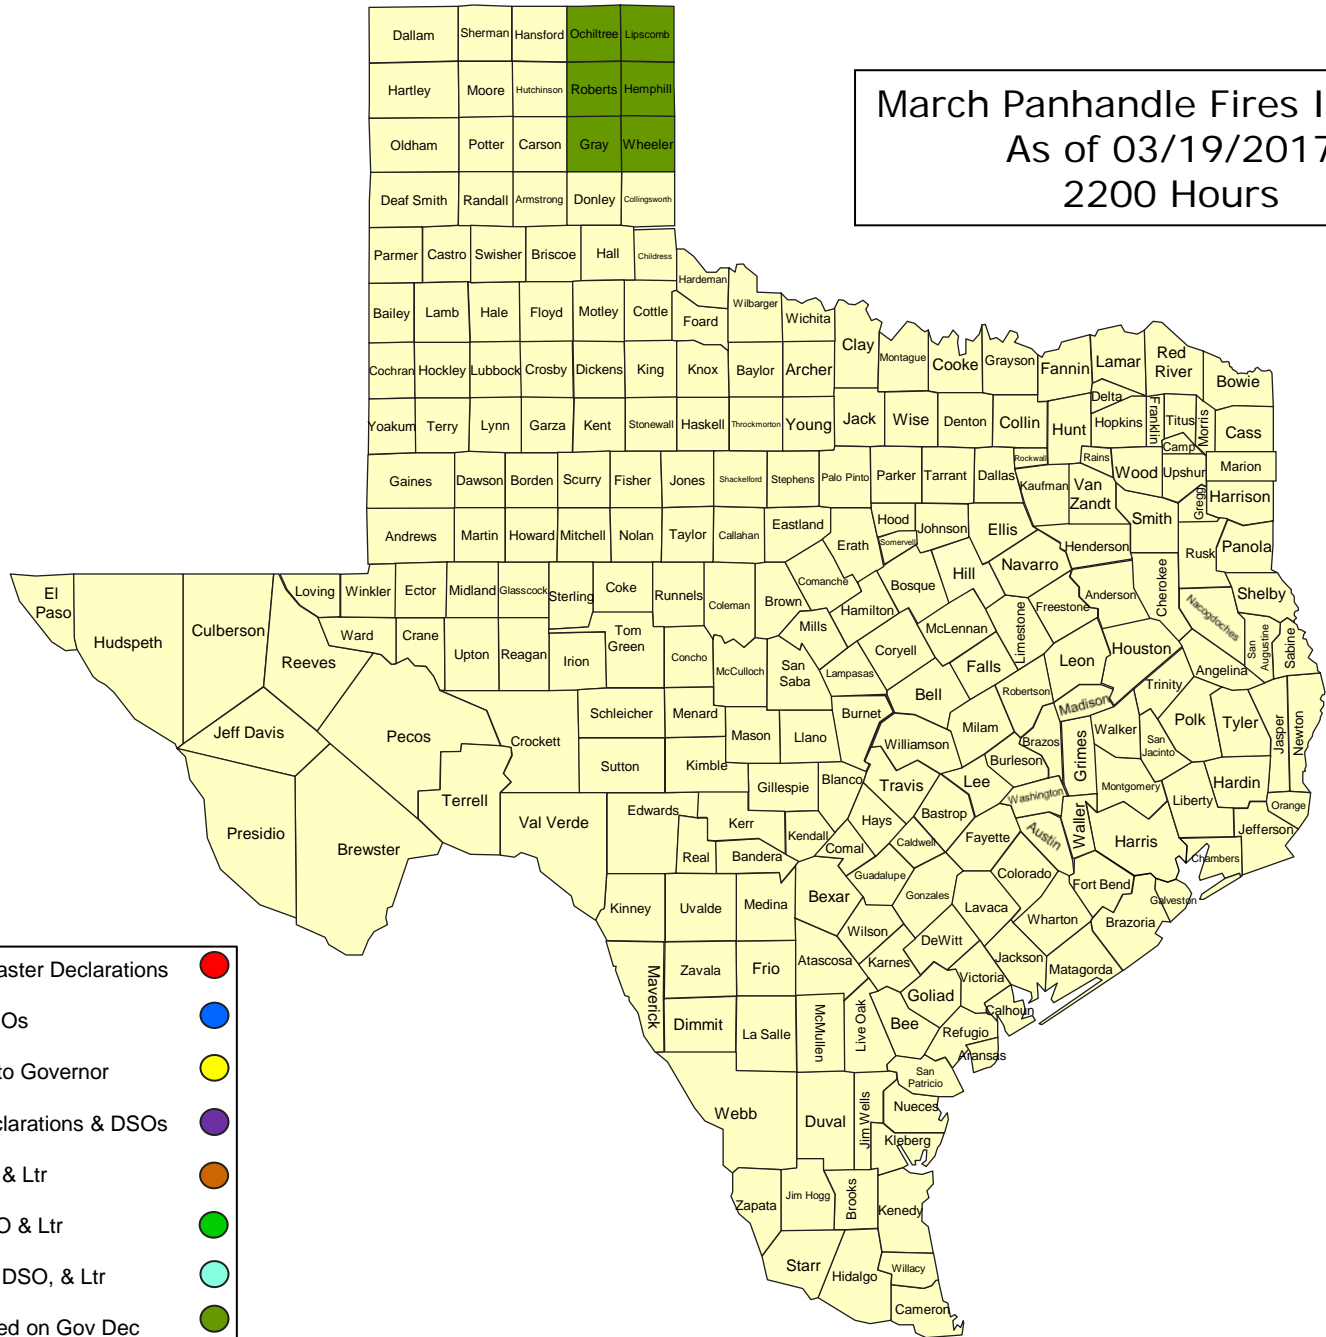 March Panhandle Fires I
As of 03/19/2017
2200 Hours
Dallam Sherman Hansford Ochiltree Lipscomb
Hartley Moore Hutchinson Roberts Hemphill
Oldham Potter Carson Gray Wheeler
Deaf Smith Randall Armstrong Donley Collingsworth
Parmer Castro Swisher Briscoe Hall Childress
Hardeman
Bailey Lamb Hale Floyd Motley Cottle Foard Wilbarger Wichita
Clay Montague Cooke Grayson Fannin Lamar Red
River
Bowie
Cochran Hockley Lubbock Crosby Dickens King Knox Baylor Archer
Delta
Yoakum Terry Lynn Garza Kent Stonewall Haskell Throckmorton Young Jack Wise Denton Collin Hunt Hopkins Franklin Titus Morris Cass
Camp
Rockwall Rains
Gaines Dawson Borden Scurry Fisher Jones Shackelford Stephens Palo Pinto Parker Tarrant Dallas Kaufman Van
Zandt
Wood Upshur Marion
Gregg Harrison
Andrews Martin Howard Mitchell Nolan Taylor Callahan Eastland Erath Hood Somervell Johnson Ellis Henderson Smith Rusk Panola
El
Paso
Hudspeth Culberson Loving Winkler Ector Midland Glasscock Sterling Coke Runnels Coleman Brown Comanche Hamilton Bosque Hill Navarro Freestone Anderson Cherokee Nacogdoches Shelby
Reeves Ward Crane Upton Reagan Irion Tom
Green
Concho McCulloch San
Saba
Mills Lampasas Coryell McLennan Limestone Falls Leon Houston Angelina San
Augustine
Sabine
Trinity
Jeff Davis Pecos Crockett Schleicher Menard Mason Llano Burnet Bell Milam Robertson Madison Walker San
Jacinto
Polk Tyler Jasper Newton
Sutton Kimble Williamson Brazos Burleson Grimes
Presidio Brewster Terrell Val Verde Edwards Kerr Gillespie Blanco Travis Lee Washington Montgomery Liberty Hardin Orange
Real Bandera Kendall Comal Hays Caldwell Bastrop Fayette Austin Waller Harris Jefferson Chambers
Kinney Uvalde Medina Bexar Guadalupe Gonzales Lavaca Colorado Wharton Fort Bend Brazoria Galveston
Maverick Zavala Frio Atascosa Wilson Karnes DeWitt Victoria Jackson Matagorda
Dimmit La Salle McMullen Live Oak Bee Goliad Refugio Calhoun Aransas
San
Patricio
Webb Duval Jim Wells Nueces Kleberg
Zapata Jim Hogg Brooks Kenedy
Starr Hidalgo Willacy
Cameron
aster Declarations
Os
to Governor
clarations & DSOs
& Ltr
O & Ltr
DSO, & Ltr
ed on Gov Dec